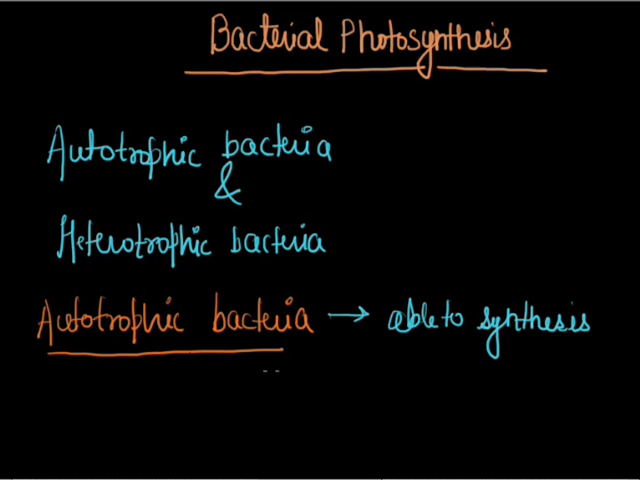 Bacterial Photosynthesis
Autotrophic bacteria
&
Heterotrophic bacteria
Autotrophic bacteria → able to synthesis